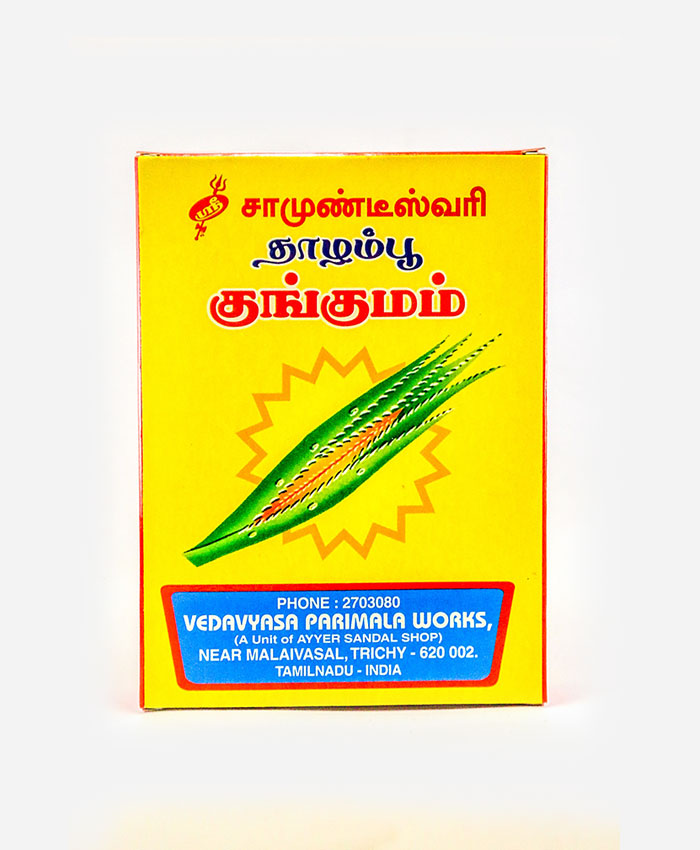 ஸ்ரீ சாமுண்டீஸ்வரி
தாழம்பூ
குங்குமம்
PHONE : 2703080
VEDAVYASA PARIMALA WORKS,
(A Unit of AYYER SANDAL SHOP)
NEAR MALAIVASAL, TRICHY - 620 002.
TAMILNADU - INDIA